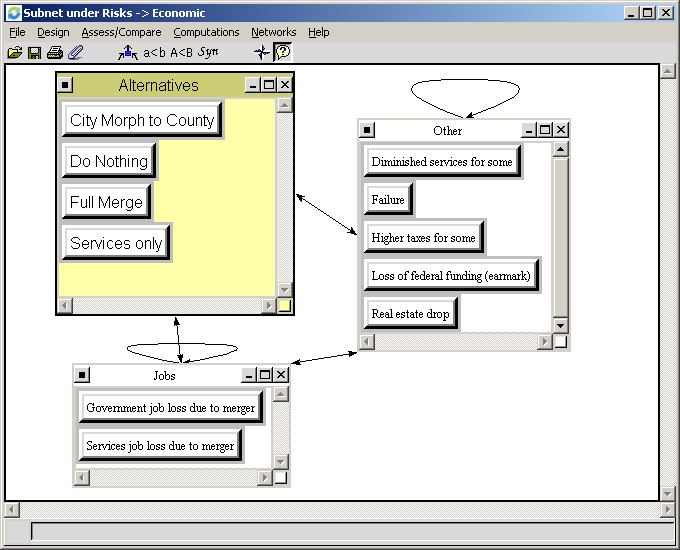 Subnet under Risks -> Economic
File Design Assess/Compare Computations Networks Help
a<b A<B Syn
Alternatives
City Morph to County
Do Nothing
Full Merge
Services only
Other
Diminished services for some
Failure
Higher taxes for some
Loss of federal funding (earmark)
Real estate drop
Jobs
Government job loss due to merger
Services job loss due to merger